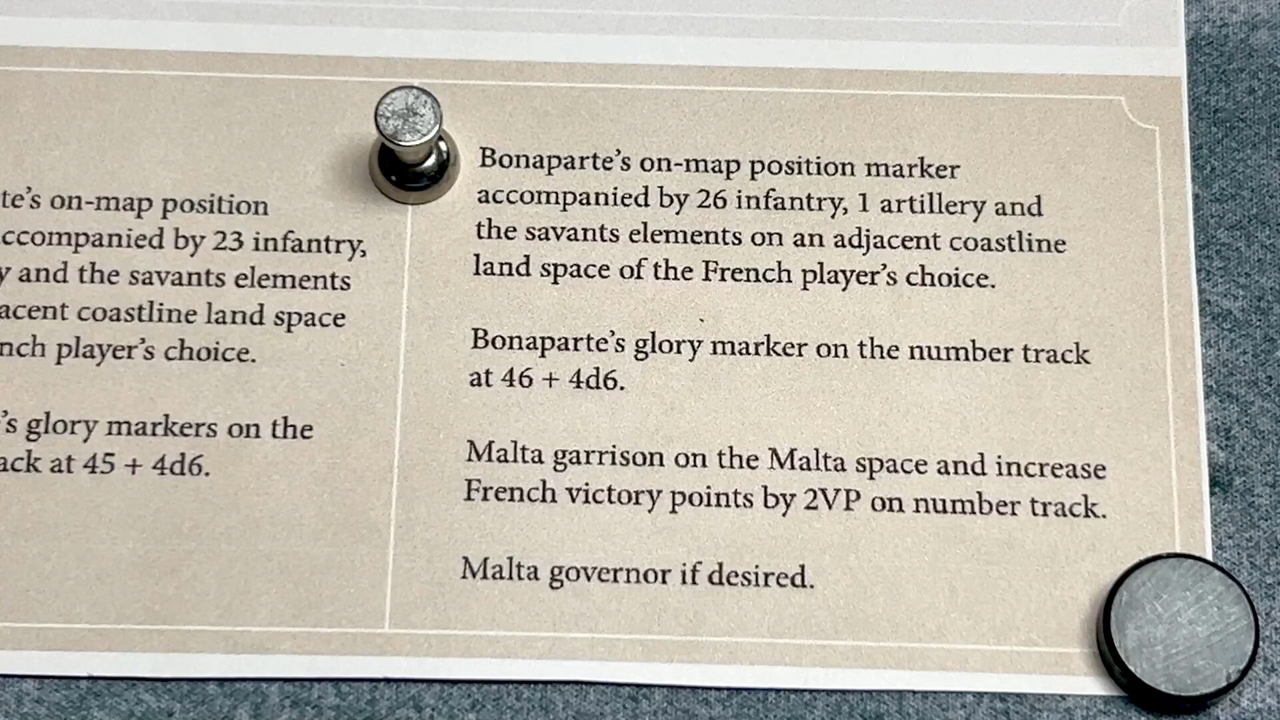 te's on-map position
ccompanied by 23 infantry,
y and the savants elements
acent coastline land space
nch player's choice.
's glory markers on the
ack at 45 + 4d6.
Bonaparte's on-map position marker
accompanied by 26 infantry, 1 artillery and
the savants elements on an adjacent coastline
land space of the French player's choice.
Bonaparte's glory marker on the number track
at 46 + 4d6.
Malta garrison on the Malta space and increase
French victory points by 2VP on number track.
Malta governor if desired.